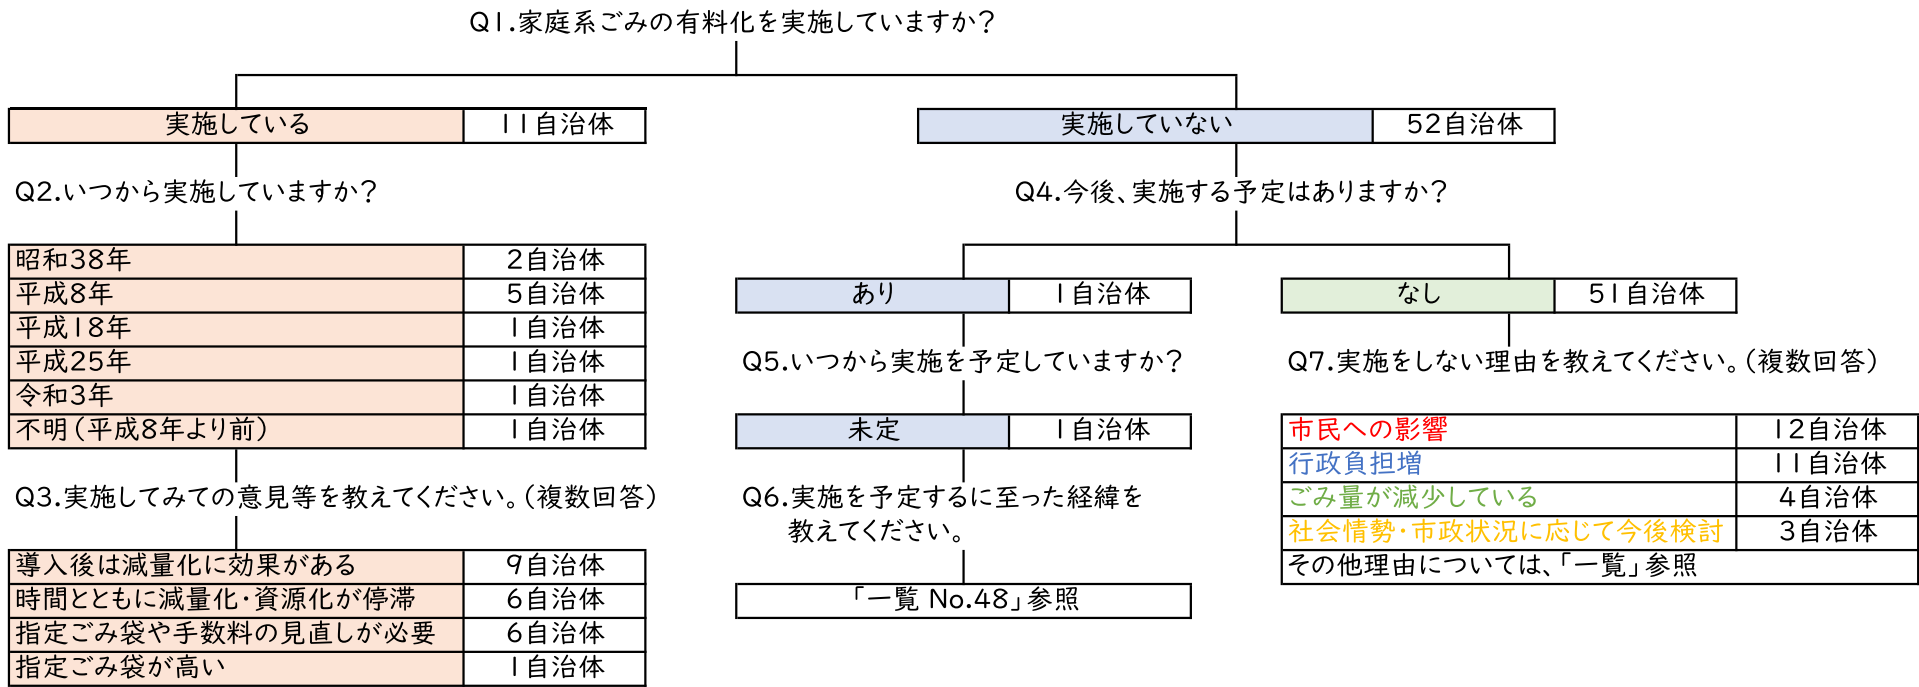 Q1.家庭系ごみの有料化を実施していますか?
実施している 11自治体
Q2.いつから実施していますか?
昭和38年 2自治体
平成8年 5自治体
平成18年 1自治体
平成25年 1自治体
令和3年 1自治体
不明(平成8年より前) 1自治体
Q3.実施してみての意見等を教えてください。(複数回答)
導入後は減量化に効果がある 9自治体
時間とともに減量化・資源化が停滞 6自治体
指定ごみ袋や手数料の見直しが必要 6自治体
指定ごみ袋が高い 1自治体
実施していない 52自治体
Q4.今後、実施する予定はありますか?
あり 1自治体
Q5.いつから実施を予定していますか?
未定 1自治体
Q6.実施を予定するに至った経緯を
教えてください。
「一覧 No.48」参照
なし 51自治体
Q7.実施をしない理由を教えてください。(複数回答)
市民への影響 12自治体
行政負担増 11自治体
ごみ量が減少している 4自治体
社会情勢・市政状況に応じて今後検討 3自治体
その他理由については、「一覧」参照